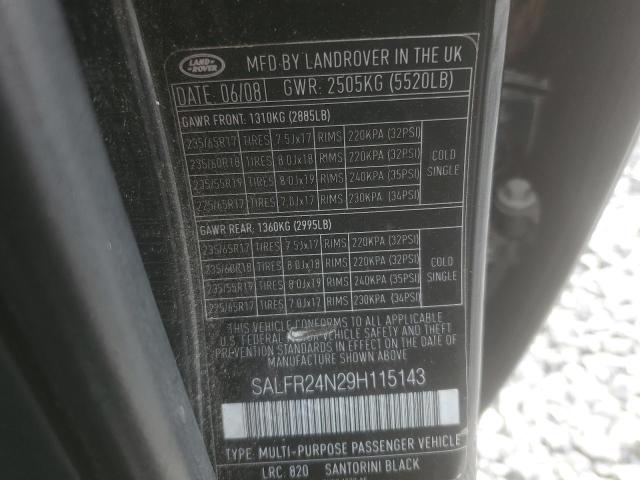 LAND ROVER
MFD BY LANDROVER IN THE UK
DATE: 06/08 GWR: 2505KG (5520LB)
GAWR FRONT: 1310KG (2885LB)
235/65R17 TIRES 7.5Jx17 RIMS 220KPA (32PSI)
235/60R18 TIRES 8.0Jx18 RIMS 220KPA (32PSI)
235/55R19 TIRES 8.0Jx19 RIMS 240KPA (35PSI)
225/65R17 TIRES 7.0Jx17 RIMS 230KPA (34PSI)
COLD
SINGLE
GAWR REAR: 1360KG (2995LB)
235/65R17 TIRES 7.5Jx17 RIMS 220KPA (32PSI)
235/60R18 TIRES 8.0Jx18 RIMS 220KPA (32PSI)
235/55R19 TIRES 8.0Jx19 RIMS 240KPA (35PSI)
225/65R17 TIRES 7.0Jx17 RIMS 230KPA (34PSI)
COLD
SINGLE
THIS VEHICLE CONFORMS TO ALL APPLICABLE
U.S. FEDERAL MOTOR VEHICLE SAFETY AND THEFT
PREVENTION STANDARDS IN EFFECT ON THE DATE
OF MANUFACTURE SHOWN ABOVE
SALFR24N29H115143
TYPE: MULTI-PURPOSE PASSENGER VEHICLE
LRC: 820 SANTORINI BLACK